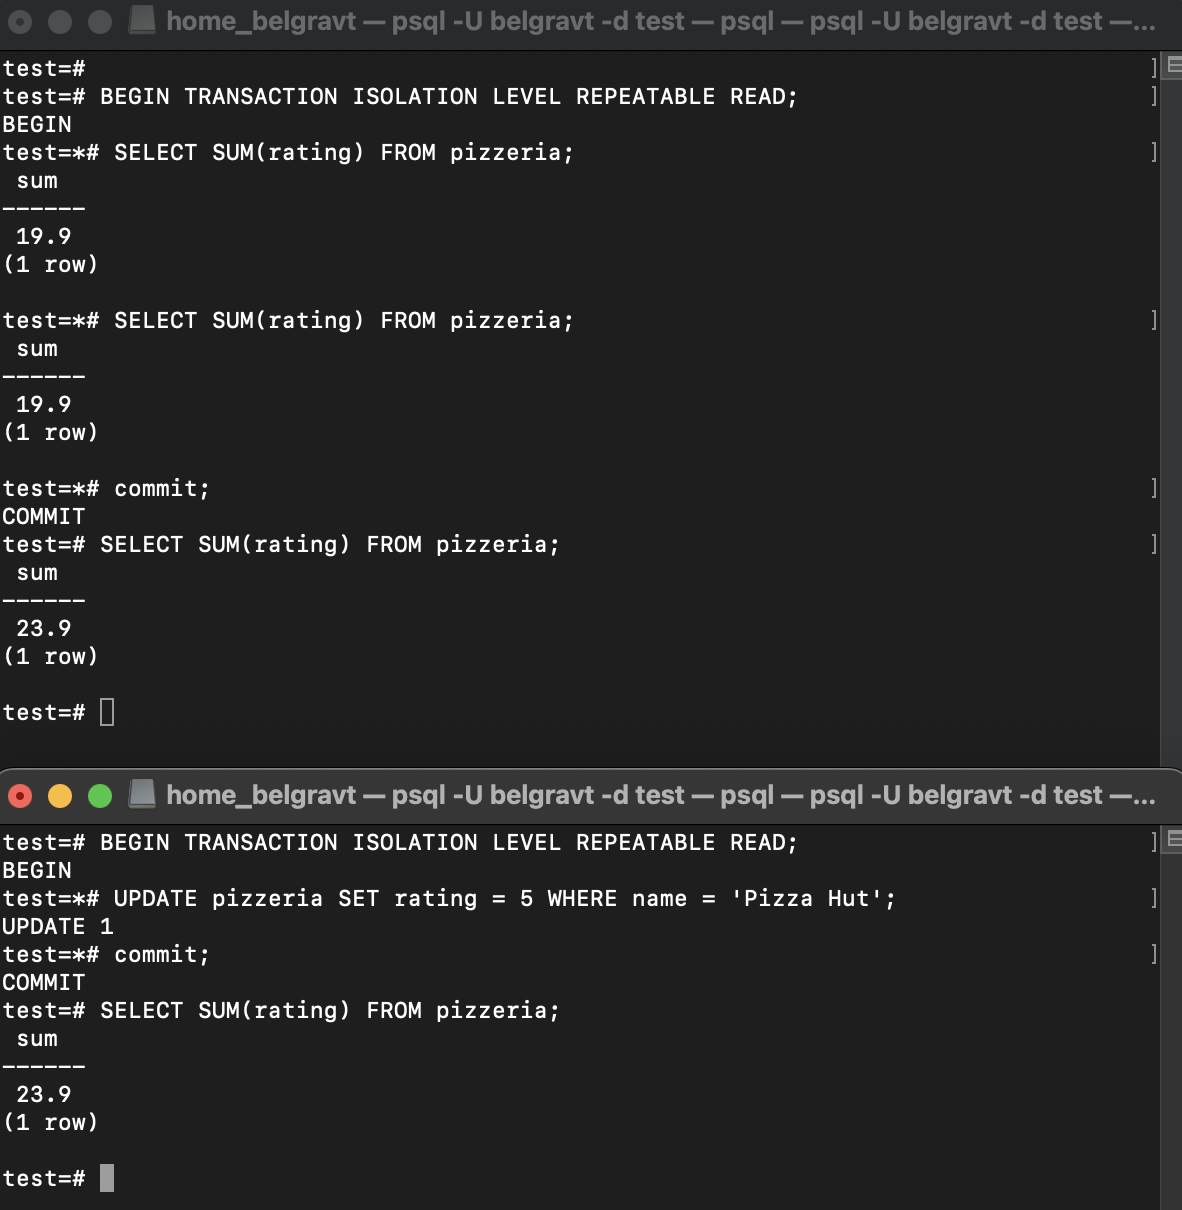 home_belgravt — psql -U belgravt -d test — psql — psql -U belgravt -d test —...
test=#
test=# BEGIN TRANSACTION ISOLATION LEVEL REPEATABLE READ;
BEGIN
test=*# SELECT SUM(rating) FROM pizzeria;
 sum
------
 19.9
(1 row)

test=*# SELECT SUM(rating) FROM pizzeria;
 sum
------
 19.9
(1 row)

test=*# commit;
COMMIT
test=# SELECT SUM(rating) FROM pizzeria;
 sum
------
 23.9
(1 row)

test=#
home_belgravt — psql -U belgravt -d test — psql — psql -U belgravt -d test —...
test=# BEGIN TRANSACTION ISOLATION LEVEL REPEATABLE READ;
BEGIN
test=*# UPDATE pizzeria SET rating = 5 WHERE name = 'Pizza Hut';
UPDATE 1
test=*# commit;
COMMIT
test=# SELECT SUM(rating) FROM pizzeria;
 sum
------
 23.9
(1 row)

test=#